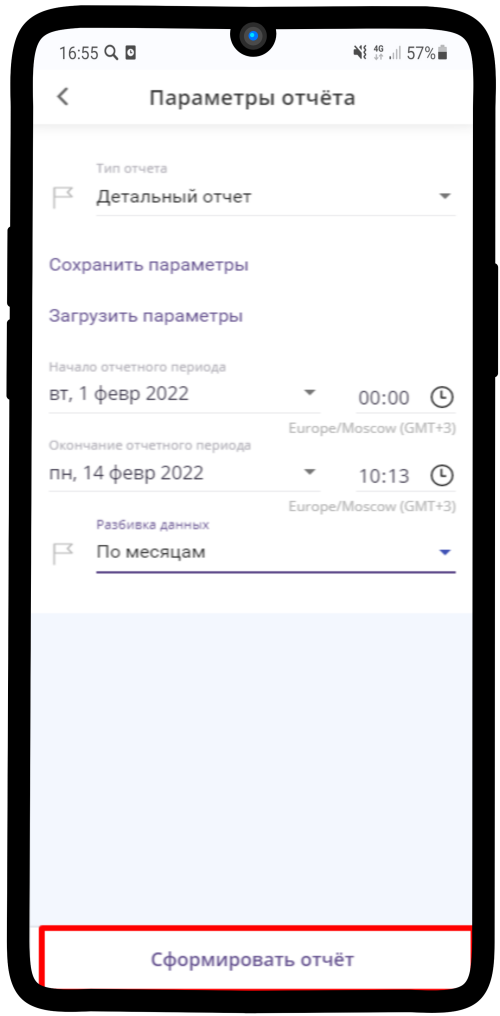 16:55
4G
57%
Параметры отчёта
Тип отчета
Детальный отчет
Сохранить параметры
Загрузить параметры
Начало отчетного периода
вт, 1 февр 2022 00:00
Europe/Moscow (GMT+3)
Окончание отчетного периода
пн, 14 февр 2022 10:13
Europe/Moscow (GMT+3)
Разбивка данных
По месяцам
Сформировать отчёт